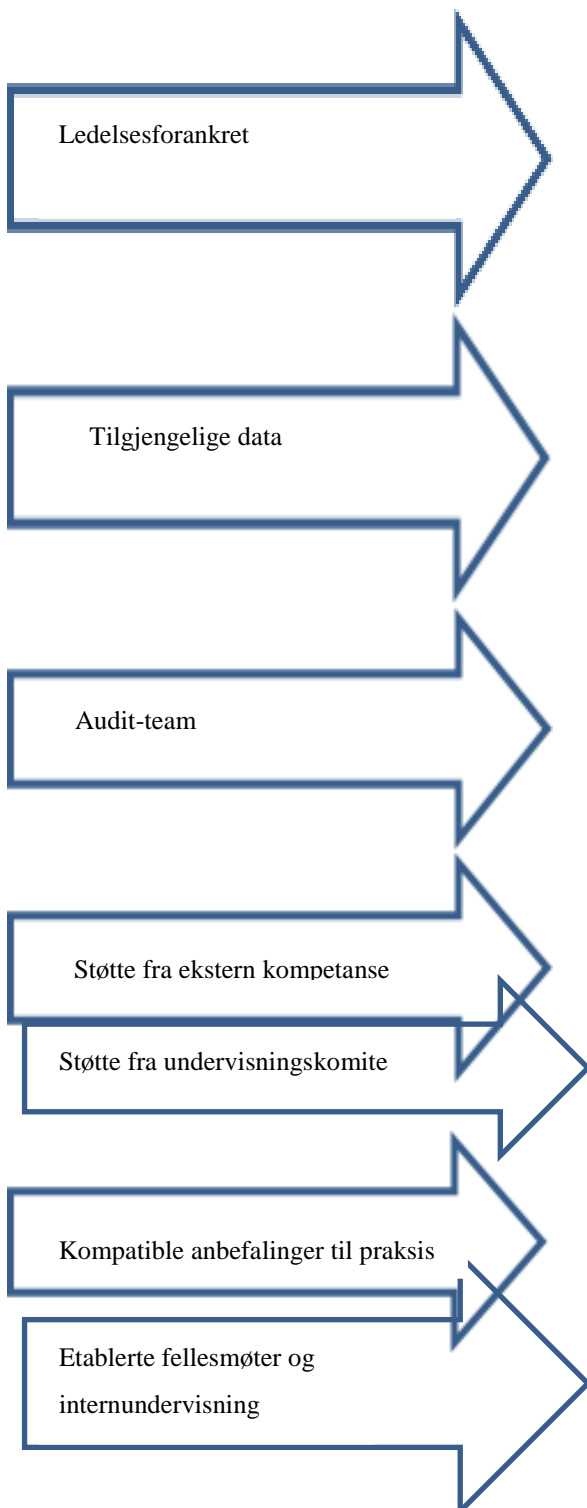 Ledelsesforankret
Tilgjengelige data
Audit-team
Støtte fra ekstern kompetanse
Støtte fra undervisningskomite
Kompatible anbefalinger til praksis
Etablerte fellesmøter og
internundervisning